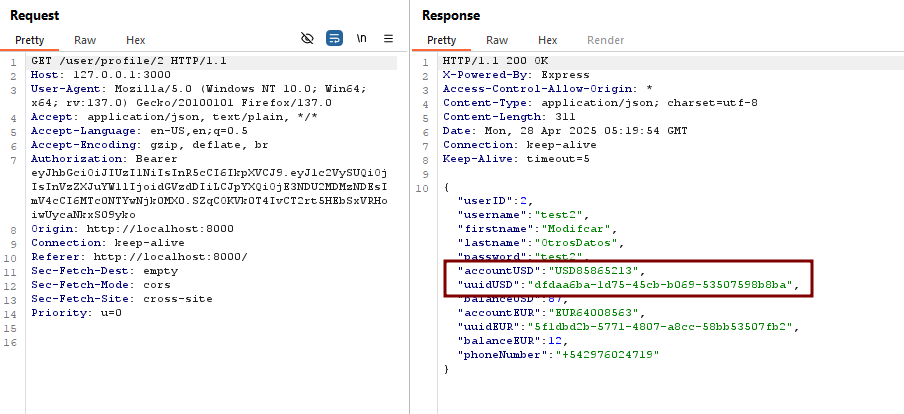 Request
Pretty Raw Hex \n
1 GET /user/profile/2 HTTP/1.1
2 Host: 127.0.0.1:3000
3 User-Agent: Mozilla/5.0 (Windows NT 10.0; Win64;
x64; rv:137.0) Gecko/20100101 Firefox/137.0
4 Accept: application/json, text/plain, */*
5 Accept-Language: en-US,en;q=0.5
6 Accept-Encoding: gzip, deflate, br
7 Authorization: Bearer
8 Origin: http://localhost:8000
9 Connection: keep-alive
10 Referer: http://localhost:8000/
11 Sec-Fetch-Dest: empty
12 Sec-Fetch-Mode: cors
13 Sec-Fetch-Site: cross-site
14 Priority: u=0
15
16
Response
Pretty Raw Hex Render
1 HTTP/1.1 200 OK
2 X-Powered-By: Express
3 Access-Control-Allow-Origin: *
4 Content-Type: application/json; charset=utf-8
5 Content-Length: 311
6 Date: Mon, 28 Apr 2025 05:19:54 GMT
7 Connection: keep-alive
8 Keep-Alive: timeout=5
9
10 {
"userID":2,
"username":"test2",
"firstname":"Modifcar",
"lastname":"OtrosDatos",
"password":"test2",
"accountUSD":"USD85865213",
"uuidUSD":"dfdaa6ba-1d75-45cb-b069-53507598b8ba",
"balanceUSD":87,
"accountEUR":"EUR64008563",
"uuidEUR":"5f1dbd2b-5771-4807-a8cc-58bb53507fb2",
"balanceEUR":12,
"phoneNumber":"+542976024719"
}